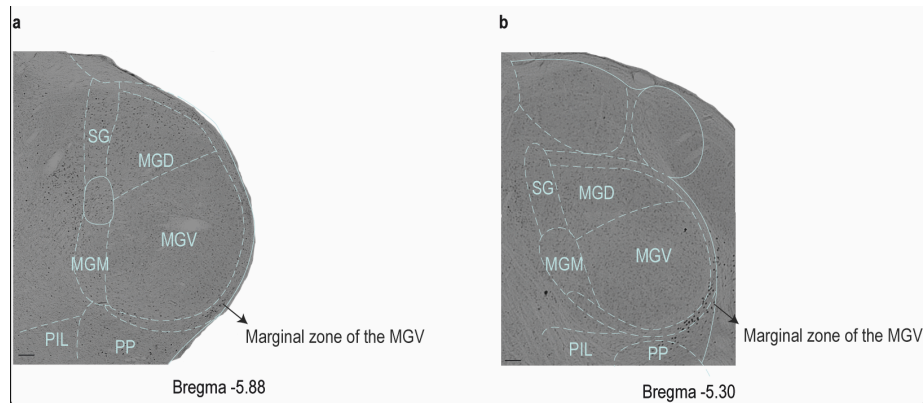 a
SG
MGD
MGV
MGM
PIL
PP
Marginal zone of the MGV
Bregma -5.88
b
SG
MGD
MGV
MGM
PIL
PP
Marginal zone of the MGV
Bregma -5.30